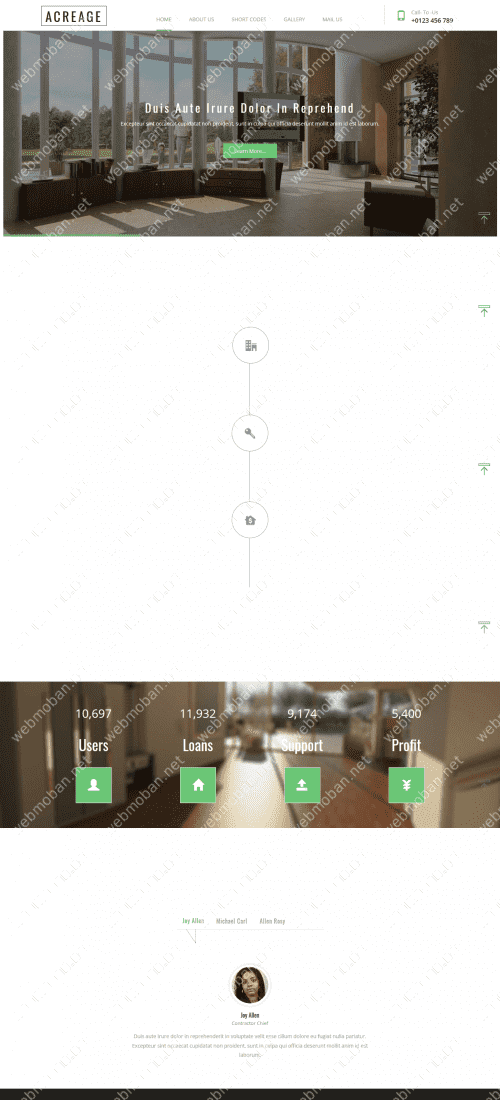 ACREAGE
HOME ABOUT US SHORT CODES GALLERY MAIL US
Call. To .Us
+0123 456 789
Duis Aute Irure Dolor In Reprehend
Excepteur sint occaecat cupidatat non proident, sunt in culpa qui officia deserunt mollit anim id est laborum.
Learn More...
10,697 11,932 9,174 5,400
Users Loans Support Profit
Joy Allen Michael Carl Allen Rosy
Joy Allen
Contractor Chief
Duis aute irure dolor in reprehenderit in voluptate velit esse cillum dolore eu fugiat nulla pariatur.
Excepteur sint occaecat cupidatat non proident, sunt in culpa qui officia deserunt mollit anim id est
laborum.
webmoban.net